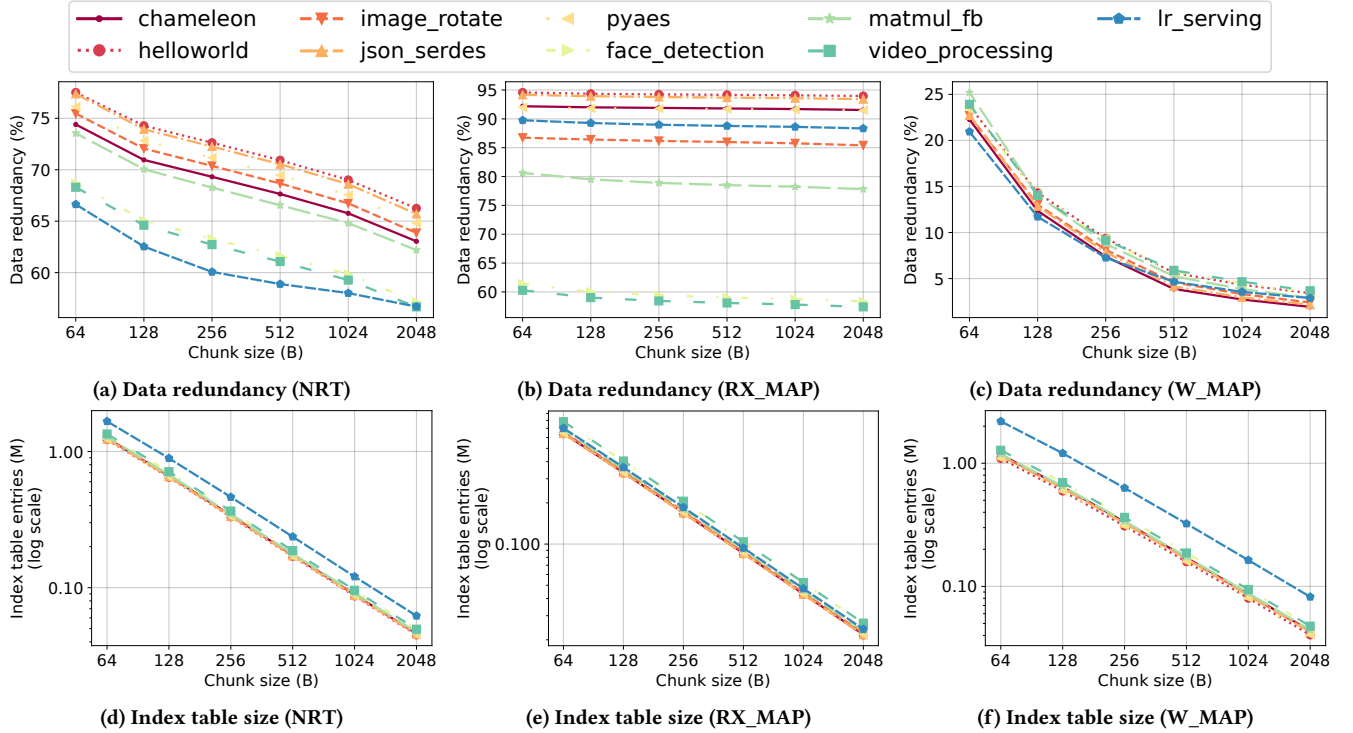 chameleon image_rotate pyaes matmul_fb lr_serving
helloworld json_serdes face_detection video_processing
Data redundancy (%)
75
70
65
60
64 128 256 512 1024 2048
Chunk size (B)
(a) Data redundancy (NRT)
Data redundancy (%)
95
90
85
80
75
70
65
60
64 128 256 512 1024 2048
Chunk size (B)
(b) Data redundancy (RX_MAP)
Data redundancy (%)
25
20
15
10
5
64 128 256 512 1024 2048
Chunk size (B)
(c) Data redundancy (W_MAP)
Index table entries (M)
(log scale)
1.00
0.10
64 128 256 512 1024 2048
Chunk size (B)
(d) Index table size (NRT)
Index table entries (M)
(log scale)
0.100
64 128 256 512 1024 2048
Chunk size (B)
(e) Index table size (RX_MAP)
Index table entries (M)
(log scale)
1.00
0.10
64 128 256 512 1024 2048
Chunk size (B)
(f) Index table size (W_MAP)